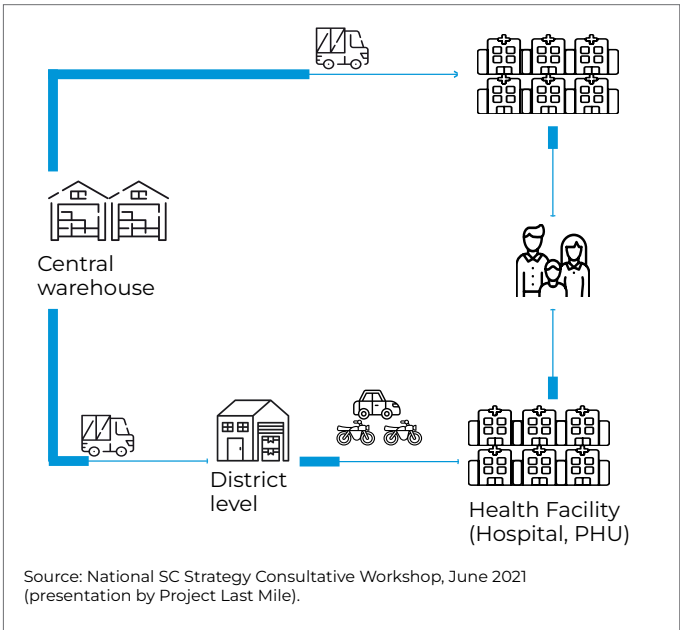 Central
warehouse
District
level
Health Facility
(Hospital, PHU)
Source: National SC Strategy Consultative Workshop, June 2021
(presentation by Project Last Mile).